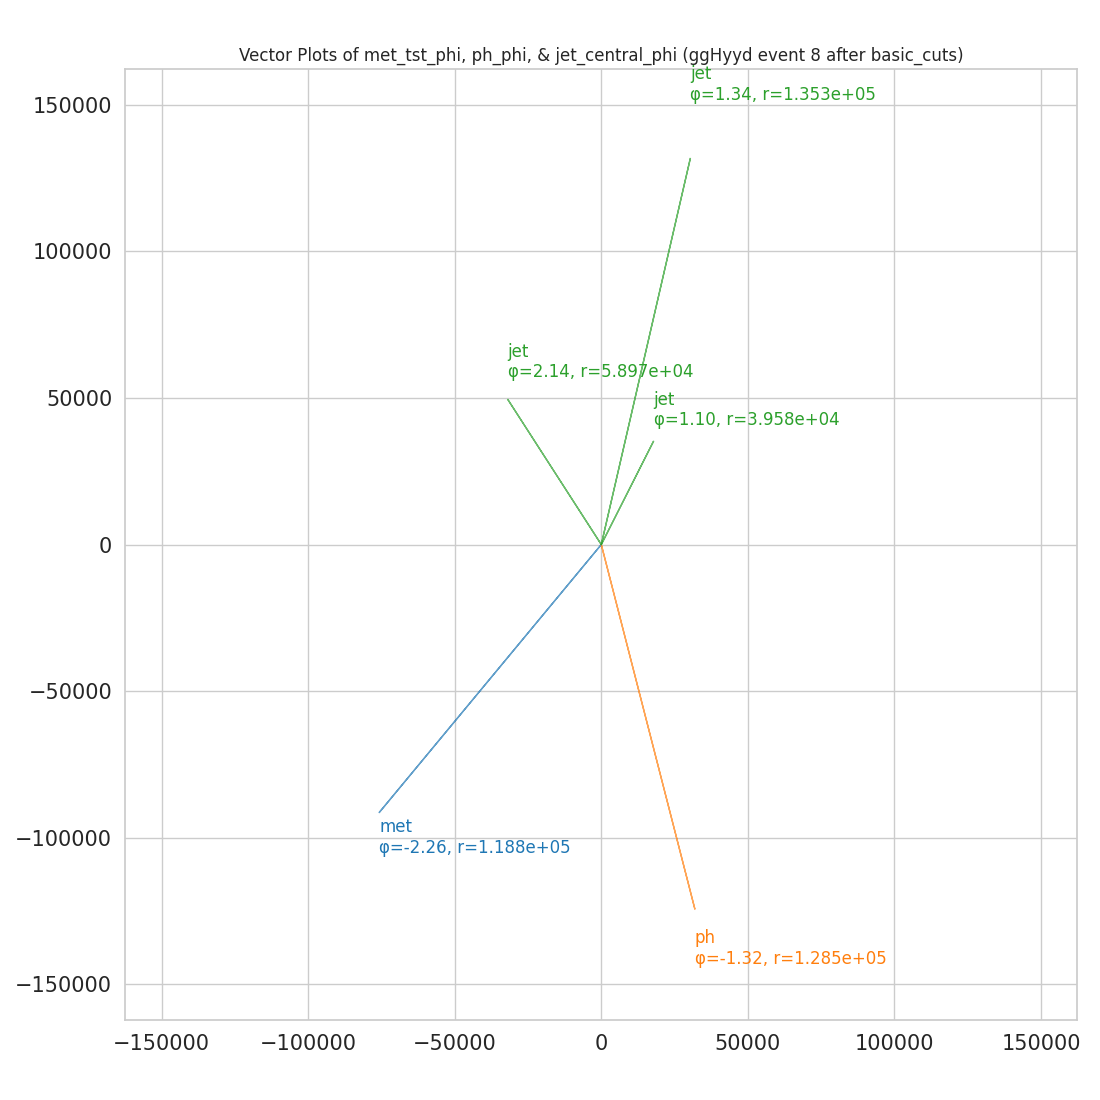 Vector Plots of met_tst_phi, ph_phi, & jet_central_phi (ggHyyd event 8 after basic_cuts)
jet
φ=1.34, r=1.353e+05
150000
100000
jet
φ=2.14, r=5.897e+04
50000
jet
φ=1.10, r=3.958e+04
0
−50000
met
φ=-2.26, r=1.188e+05
−100000
ph
φ=-1.32, r=1.285e+05
−150000
−150000 −100000 −50000 0 50000 100000 150000